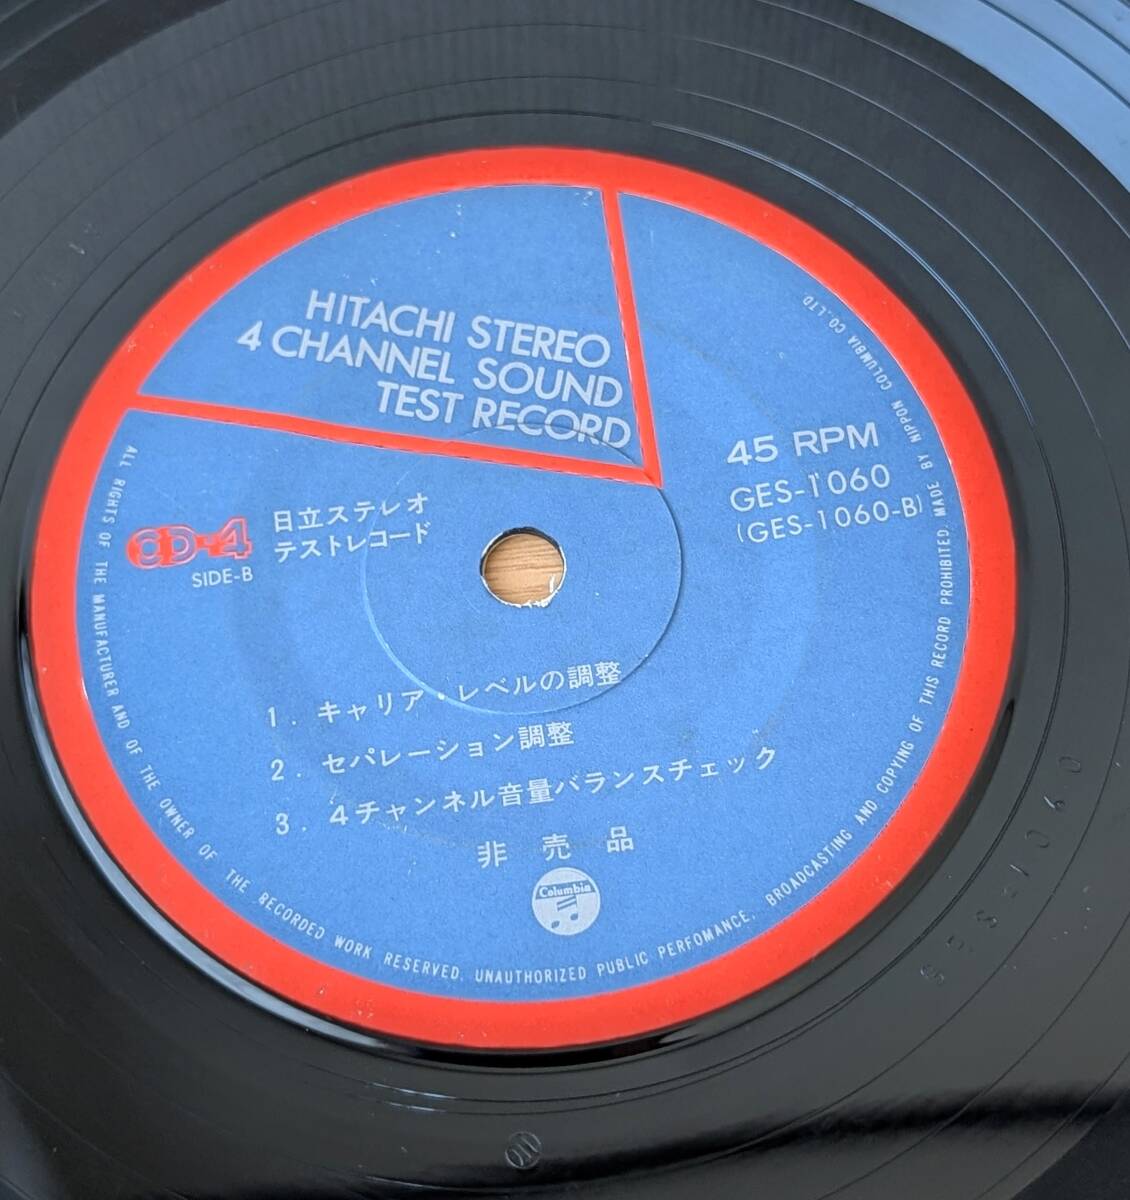 HITACHI STEREO
4 CHANNEL SOUND
TEST RECORD
45 RPM
GES-1060
(GES-1060-B)
CD-4
SIDE-B
日立ステレオ
テストレコード
1. キャリア・レベルの調整
2. セパレーション調整
3. 4チャンネル音量バランスチェック
非売品
Columbia
ALL RIGHTS OF THE MANUFACTURER AND OF THE OWNER OF THE RECORDED WORK RESERVED. UNAUTHORIZED PUBLIC PERFOMANCE, BROADCASTING AND COPYING OF THIS RECORD PROHIBITED. MADE BY NIPPON COLUMBIA CO., LTD